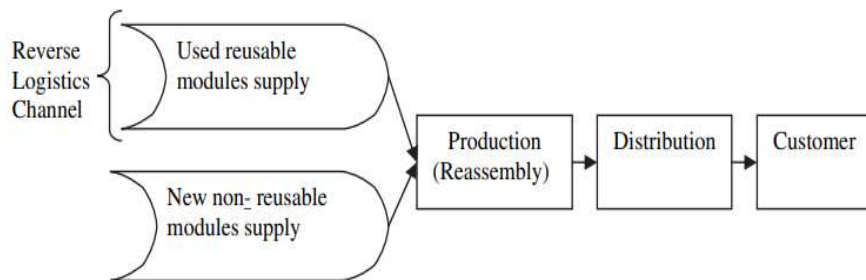 Reverse
Logistics
Channel
Used reusable
modules supply
New non- reusable
modules supply
Production
(Reassembly)
Distribution
Customer